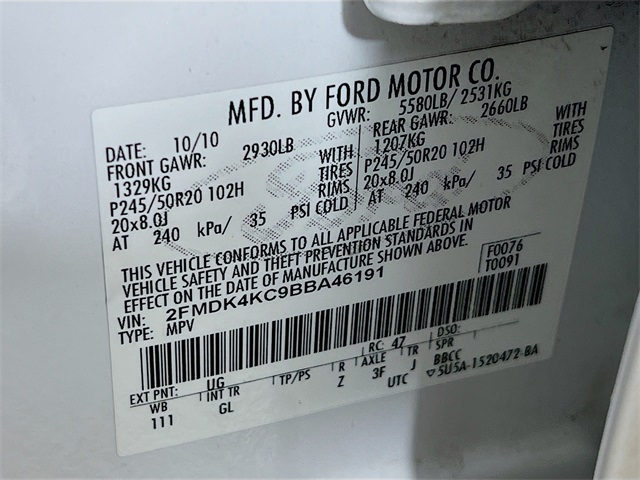 MFD. BY FORD MOTOR CO.
DATE: 10/10 GVWR: 5580LB/ 2531KG
FRONT GAWR: 2930LB REAR GAWR: 2660LB
1329KG WITH 1207KG WITH
P245/50R20 102H TIRES P245/50R20 102H TIRES
20x8.0J RIMS 20x8.0J RIMS
AT 240 kPa/ 35 PSI COLD AT 240 kPa/ 35 PSI COLD
THIS VEHICLE CONFORMS TO ALL APPLICABLE FEDERAL MOTOR
VEHICLE SAFETY AND THEFT PREVENTION STANDARDS IN
EFFECT ON THE DATE OF MANUFACTURE SHOWN ABOVE.
VIN: 2FMDK4KC9BBA46191 F0076
TYPE: MPV T0091
EXT PNT: UG RC: 47 DSO:
WB INT TR TP/PS R AXLE TR SPR BBCC
111 GL Z 3F J UTC 5U5A-1520472-BA